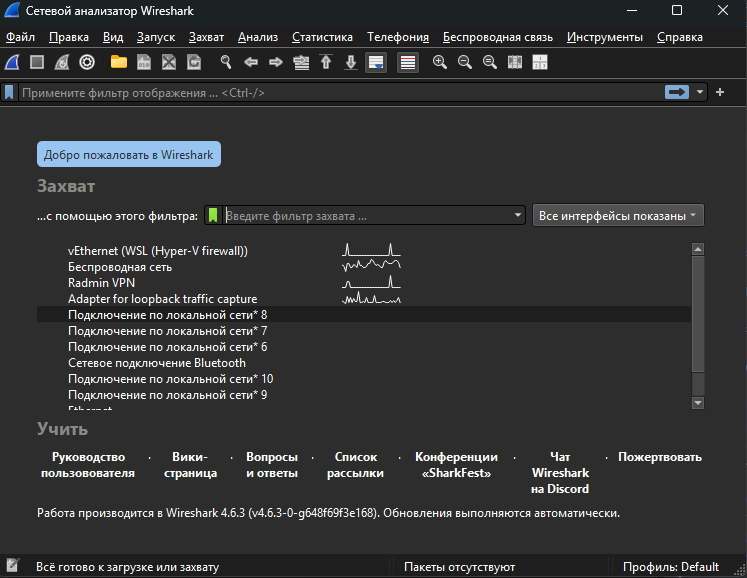 Сетевой анализатор Wireshark
Файл Правка Вид Запуск Захват Анализ Статистика Телефония Беспроводная связь Инструменты Справка
Примените фильтр отображения ... <Ctrl-/>
Добро пожаловать в Wireshark
Захват
...с помощью этого фильтра: Введите фильтр захвата ... Все интерфейсы показаны
vEthernet (WSL (Hyper-V firewall))
Беспроводная сеть
Radmin VPN
Adapter for loopback traffic capture
Подключение по локальной сети* 8
Подключение по локальной сети* 7
Подключение по локальной сети* 6
Сетевое подключение Bluetooth
Подключение по локальной сети* 10
Подключение по локальной сети* 9
Ethernet
Учить
Руководство пользовователя · Вики-страница · Вопросы и ответы · Список рассылки · Конференции «SharkFest» · Чат Wireshark на Discord · Пожертвовать
Работа производится в Wireshark 4.6.3 (v4.6.3-0-g648f69f3e168). Обновления выполняются автоматически.
Всё готово к загрузке или захвату Пакеты отсутствуют Профиль: Default